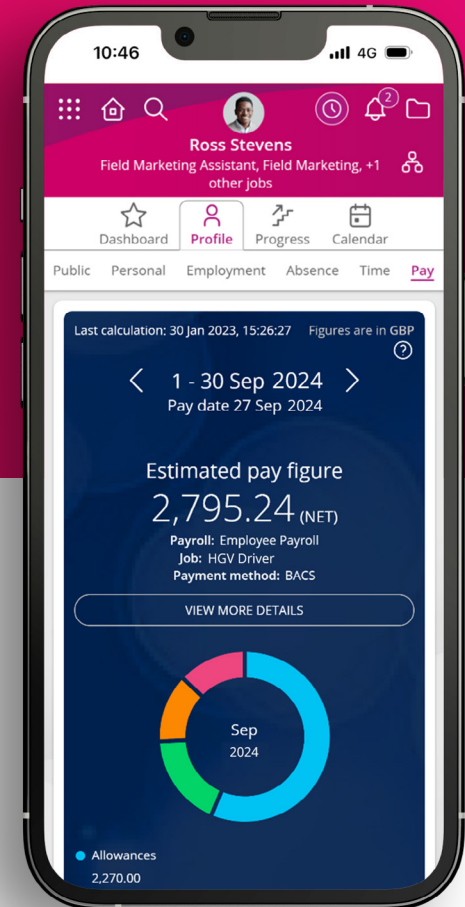 10:46
4G
2
Ross Stevens
Field Marketing Assistant, Field Marketing, +1
other jobs
Dashboard Profile Progress Calendar
Public Personal Employment Absence Time Pay
Last calculation: 30 Jan 2023, 15:26:27 Figures are in GBP
?
1 - 30 Sep 2024
Pay date 27 Sep 2024
Estimated pay figure
2,795.24 (NET)
Payroll: Employee Payroll
Job: HGV Driver
Payment method: BACS
VIEW MORE DETAILS
Sep
2024
Allowances
2,270.00